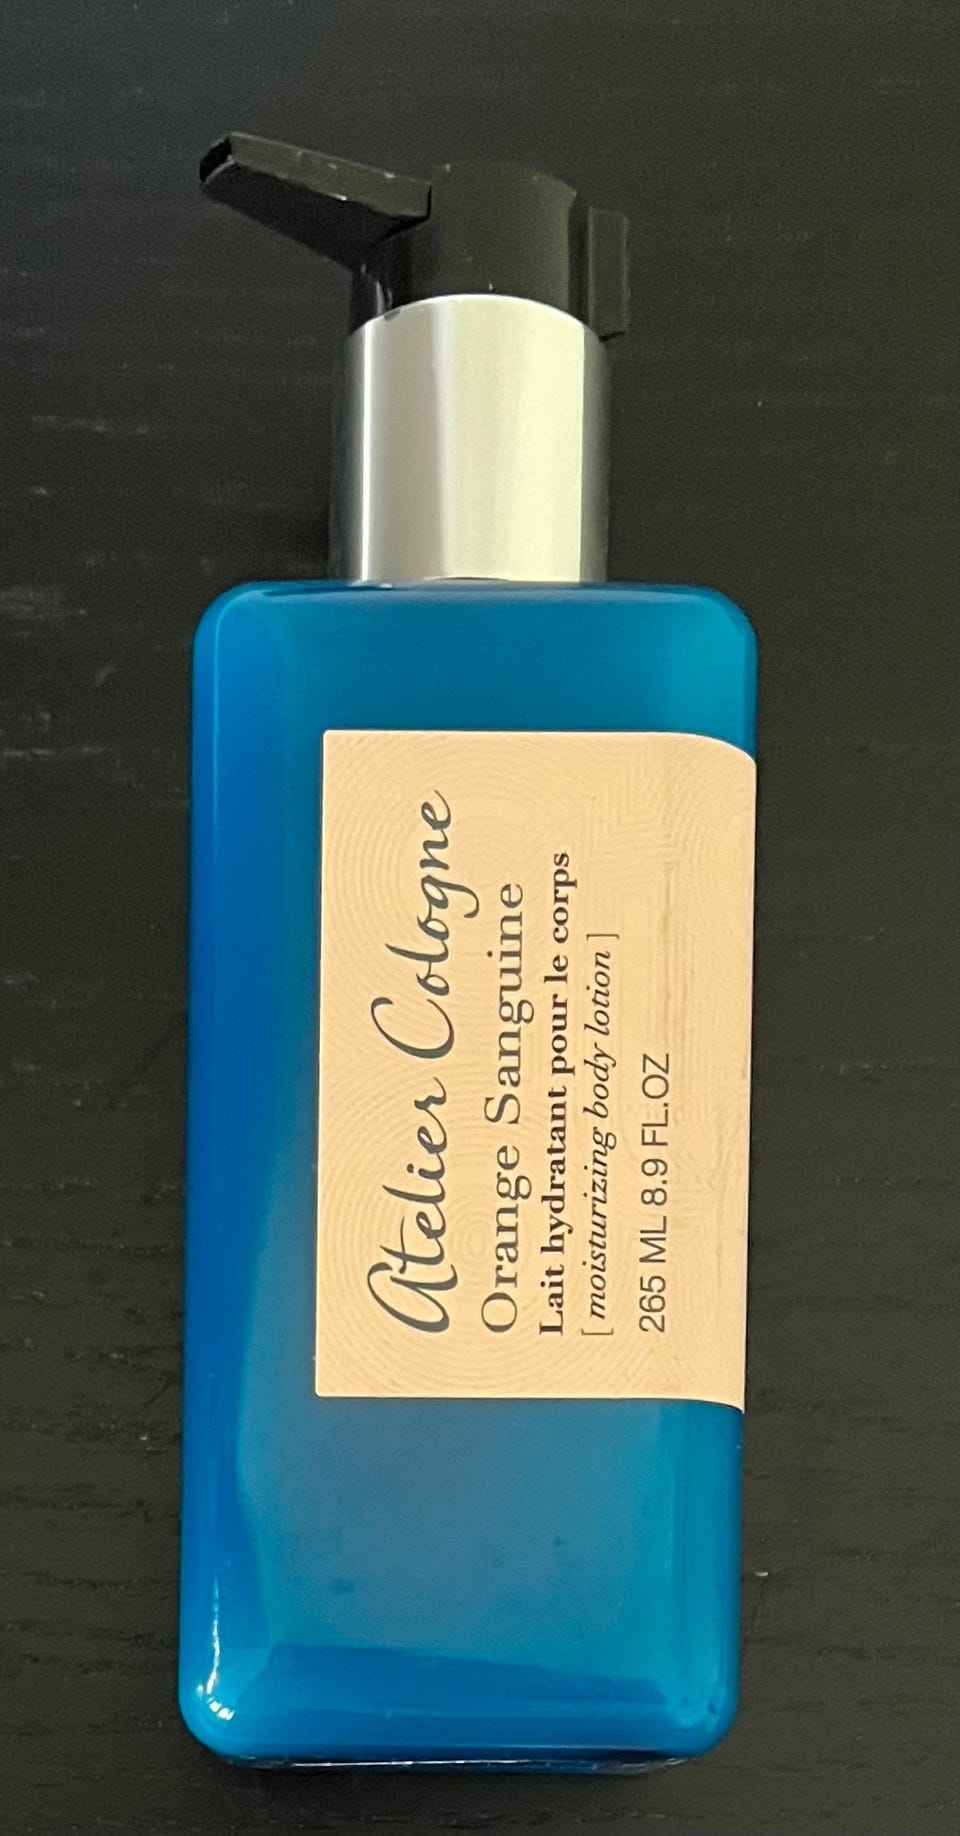 Atelier Cologne
Orange Sanguine
Lait hydratant pour le corps
[ moisturizing body lotion ]
265 ML 8.9 FL.OZ